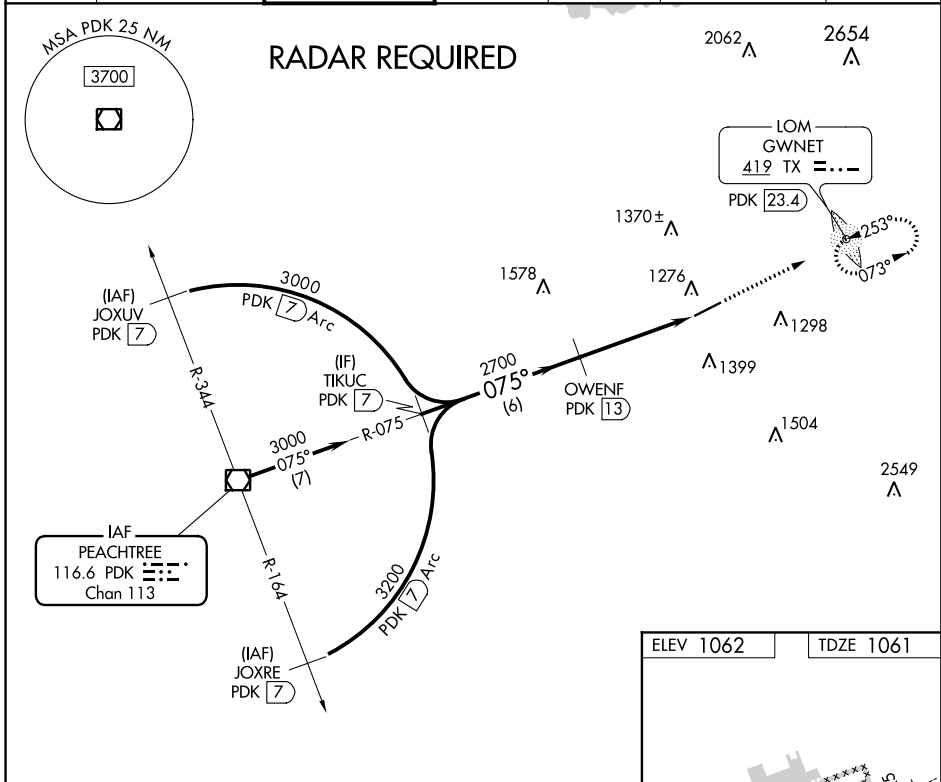 MSA PDK 25 NM
3700
RADAR REQUIRED
2062
2654
LOM
GWNET
419 TX
PDK 23.4
253°
073°
1370±
1578
1276
1298
1399
1504
2549
(IAF)
JOXUV
PDK 7
3000
PDK 7 Arc
R-344
(IF)
TIKUC
PDK 7
2700
075°
(6)
OWENF
PDK 13
R-075
3000
075°
(7)
IAF
PEACHTREE
116.6 PDK
Chan 113
R-164
3200
PDK 7 Arc
(IAF)
JOXRE
PDK 7
ELEV 1062
TDZE 1061